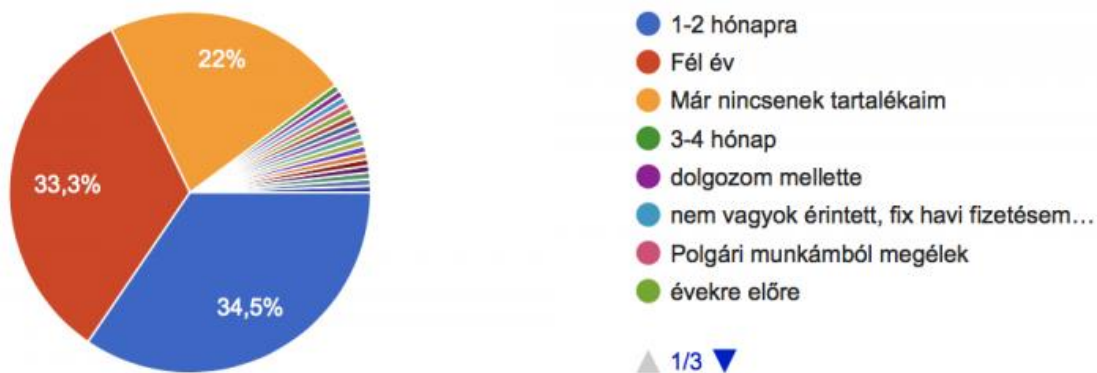 22%
33,3%
34,5%
1-2 hónapra
Fél év
Már nincsenek tartalékaim
3-4 hónap
dolgozom mellette
nem vagyok érintett, fix havi fizetésem…
Polgári munkámból megélek
évekre előre
1/3